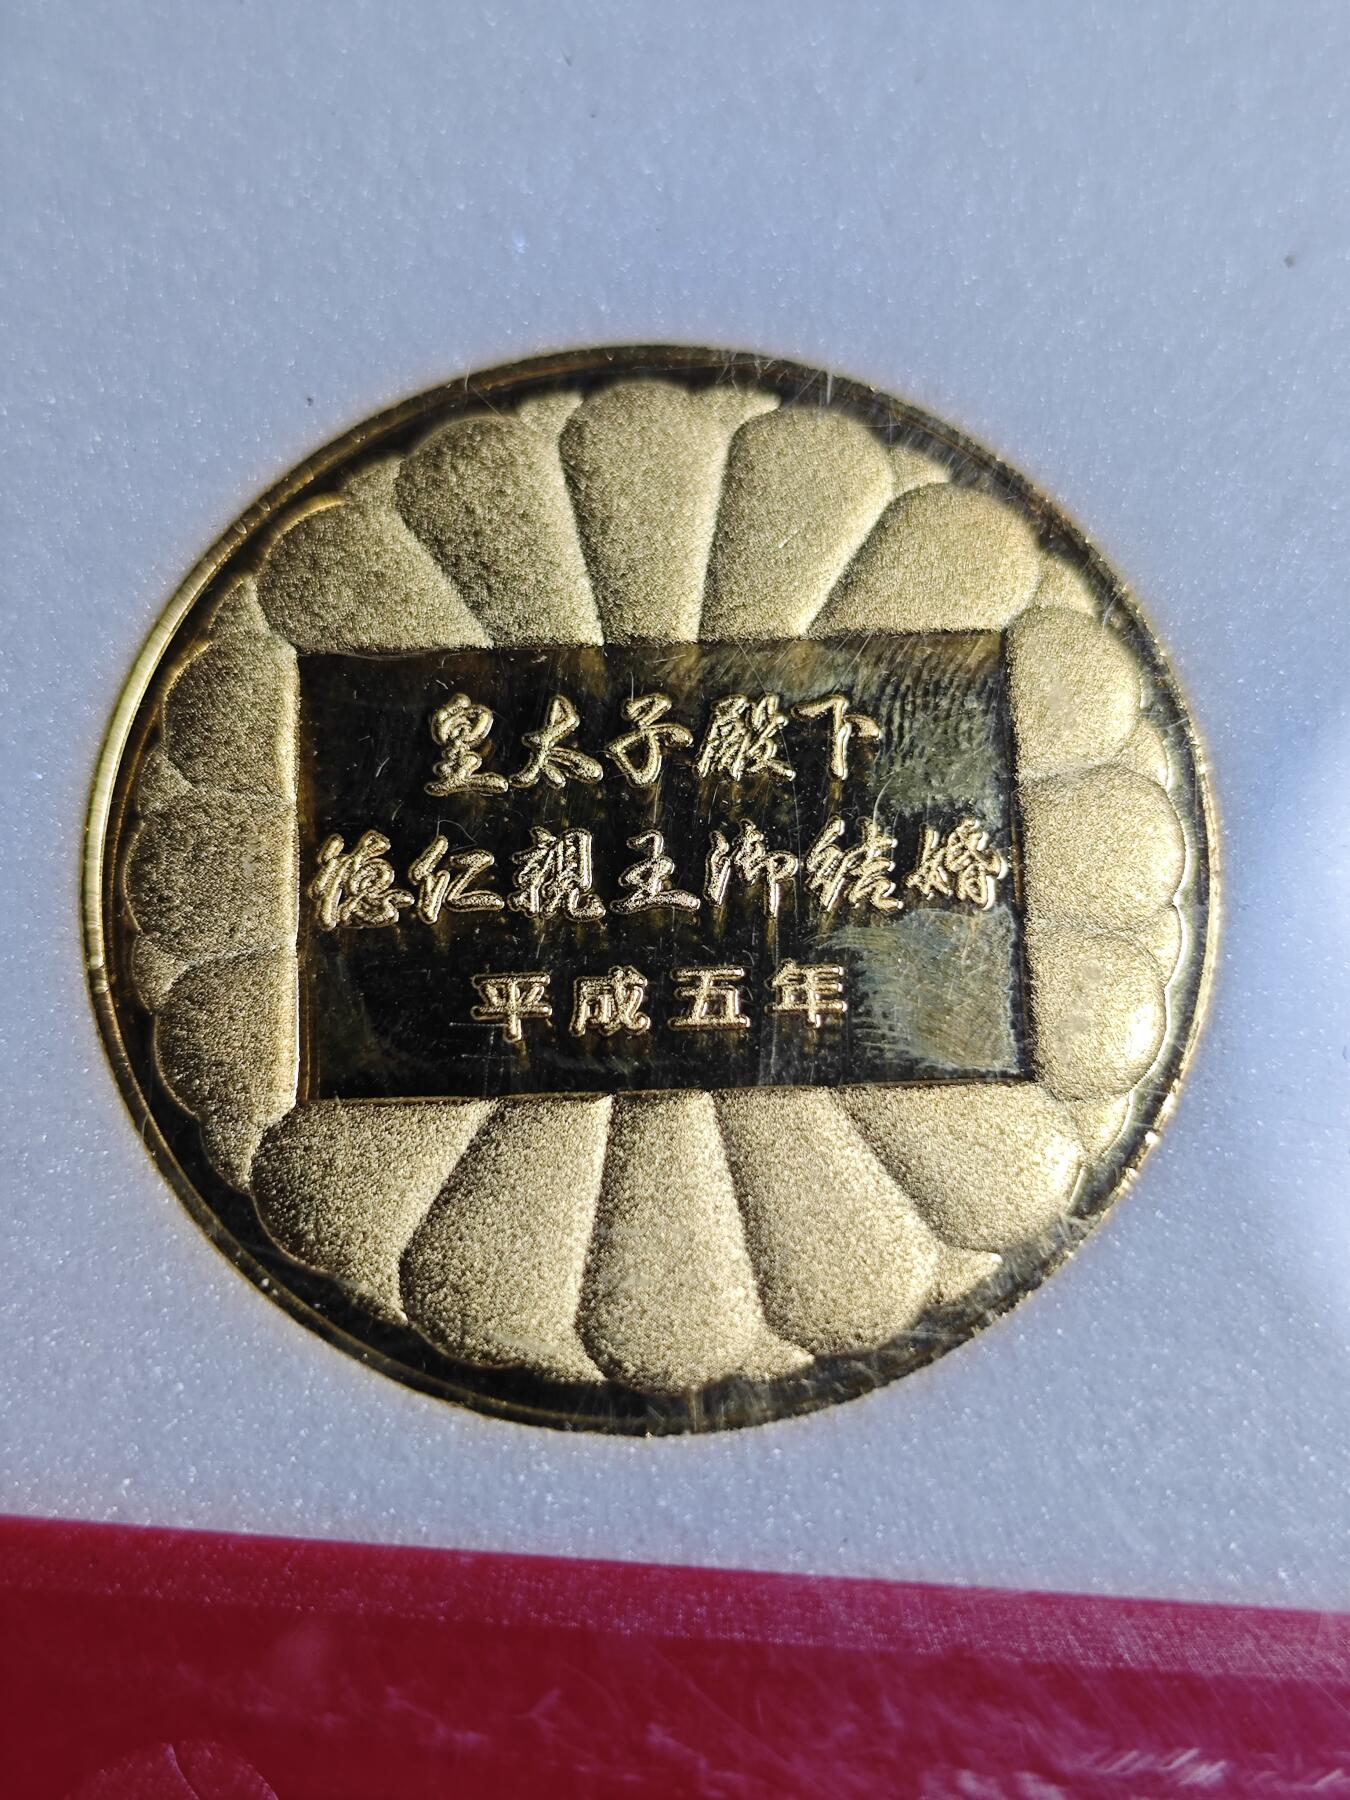 皇太子殿下
徳仁親王御結婚
平成五年